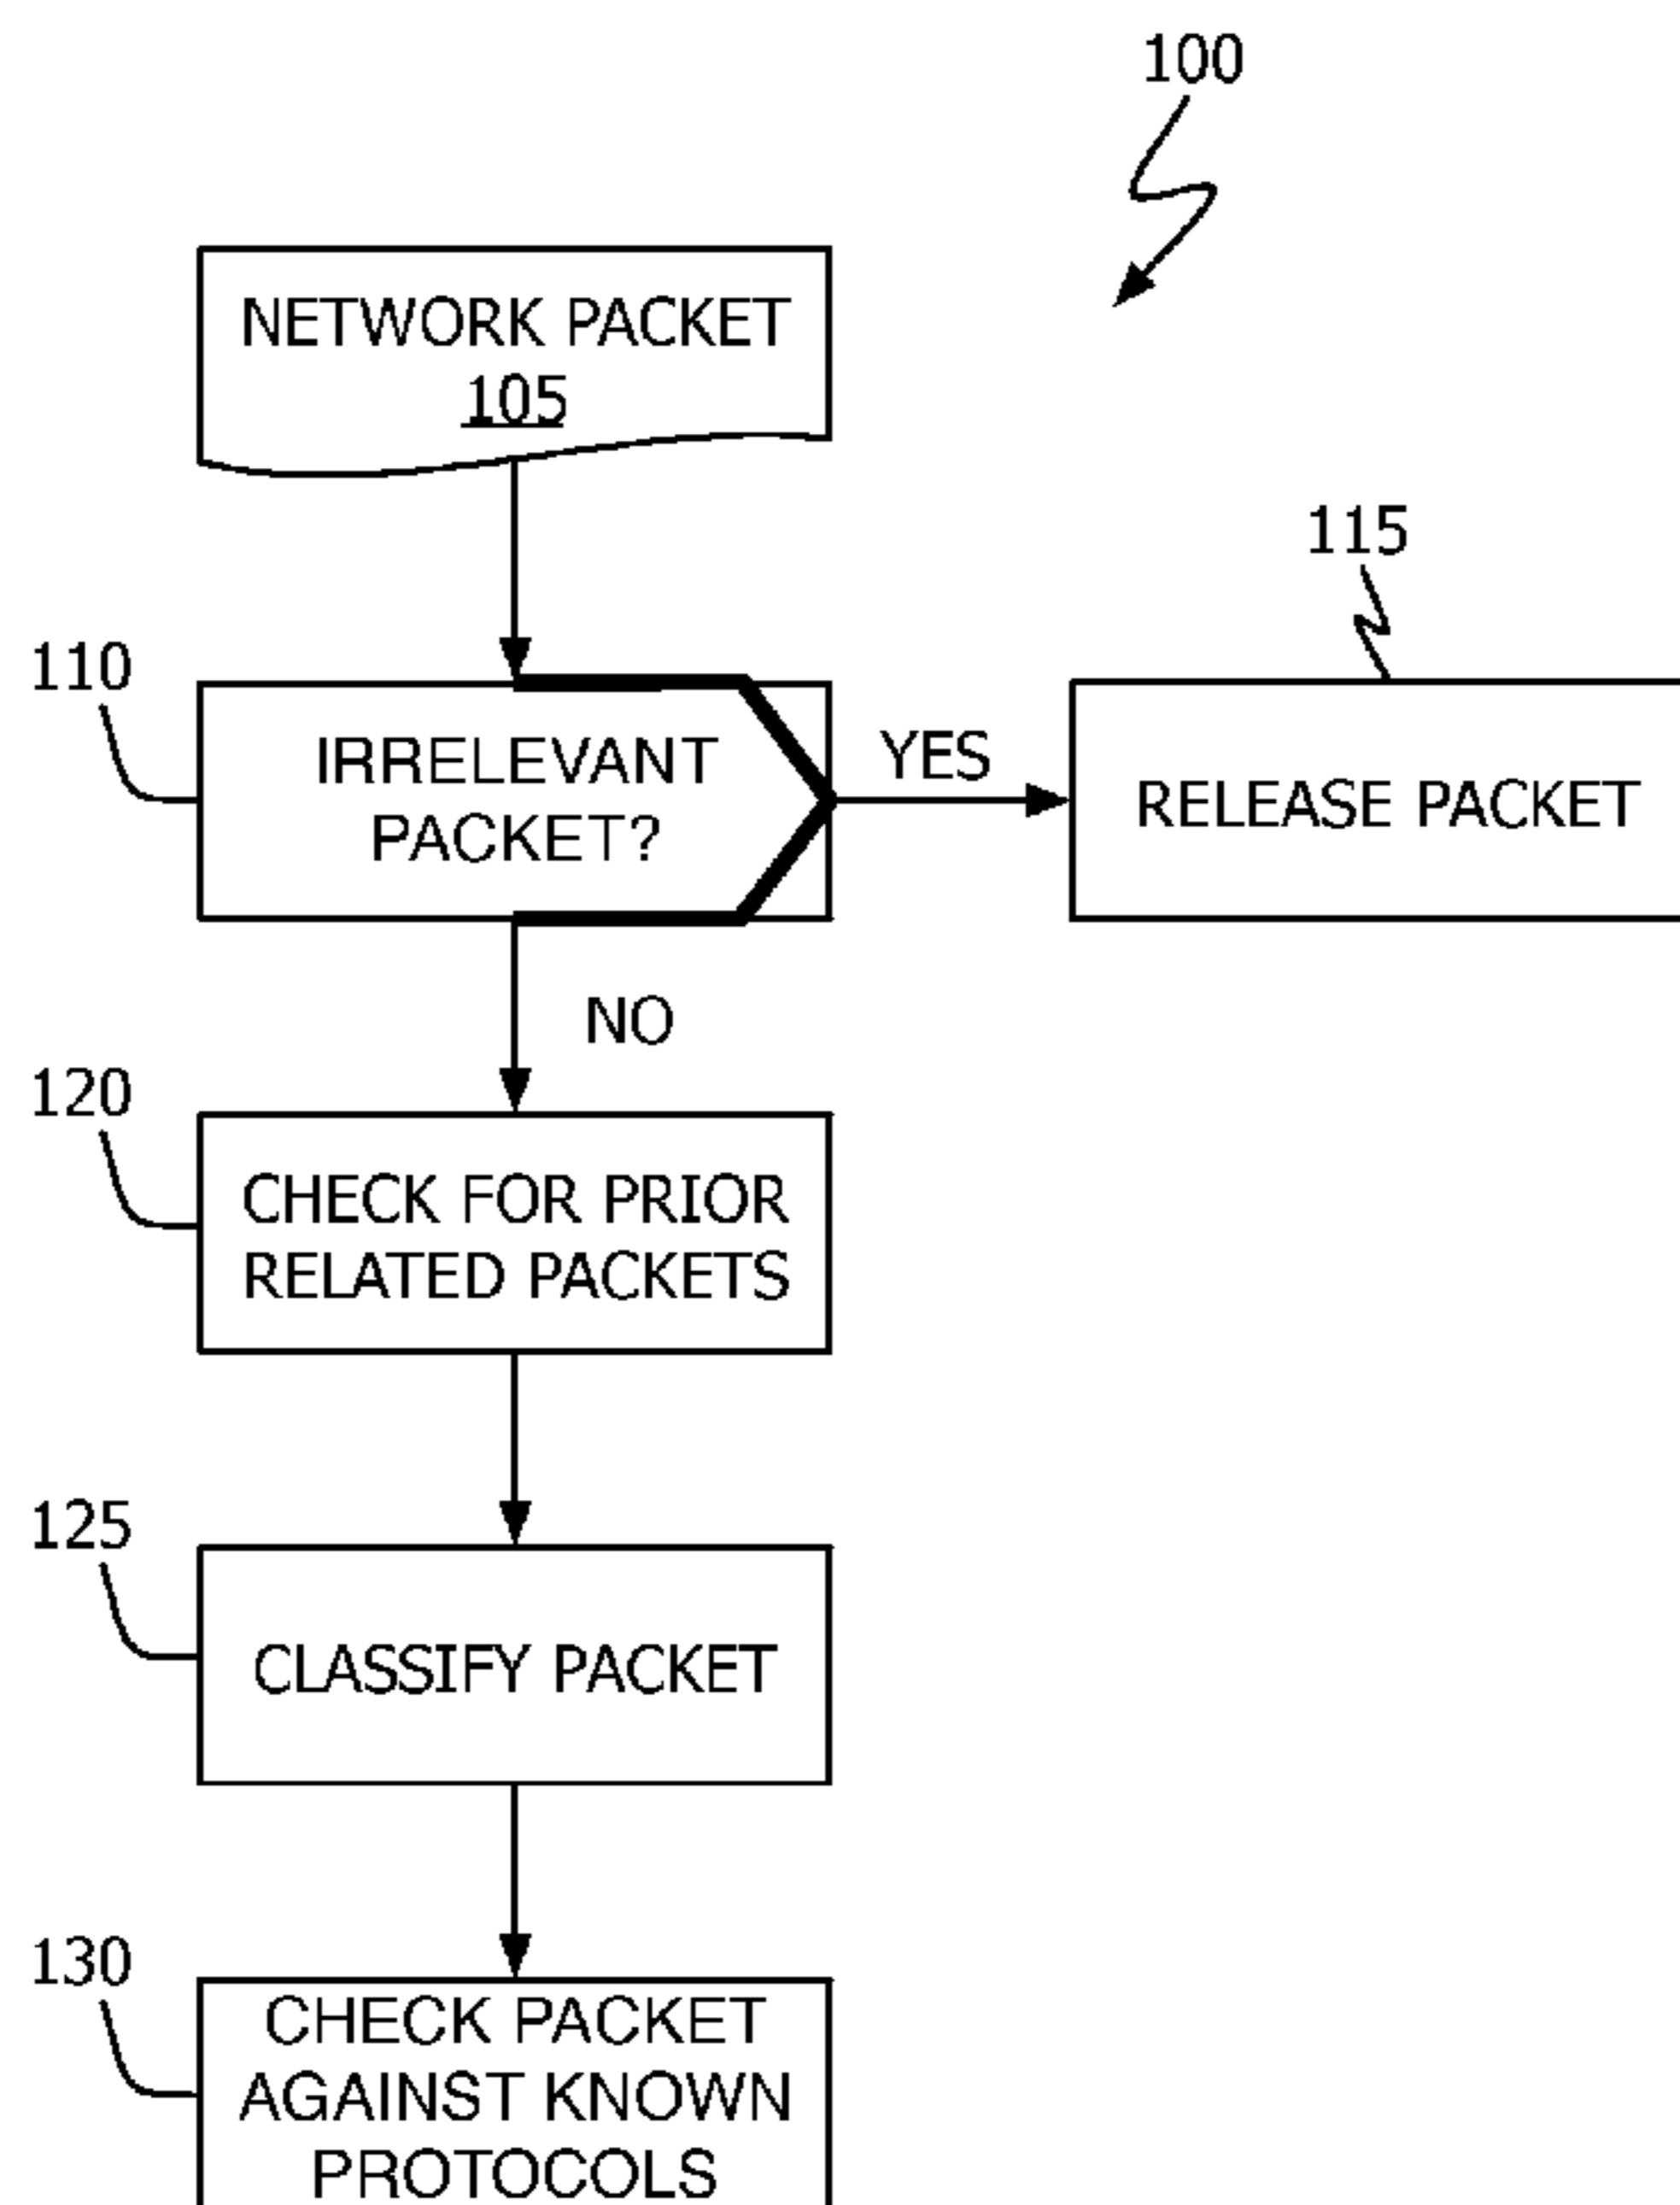 100
NETWORK PACKET
105
115
110
IRRELEVANT
PACKET?
YES
RELEASE PACKET
NO
120
CHECK FOR PRIOR
RELATED PACKETS
125
CLASSIFY PACKET
130
CHECK PACKET
AGAINST KNOWN
PROTOCOLS